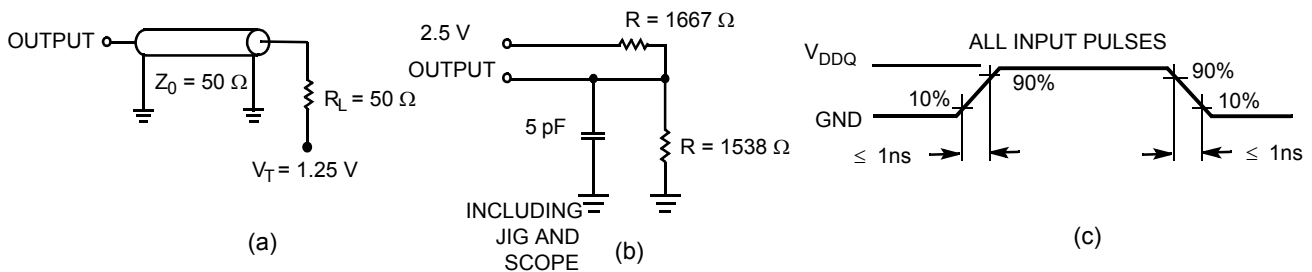 OUTPUT
Z0 = 50 Ω
RL = 50 Ω
VT = 1.25 V
(a)
R = 1667 Ω
2.5 V
OUTPUT
5 pF
R = 1538 Ω
INCLUDING
JIG AND
SCOPE
(b)
ALL INPUT PULSES
VDDQ
90%
90%
10%
10%
GND
≤ 1ns
≤ 1ns
(c)